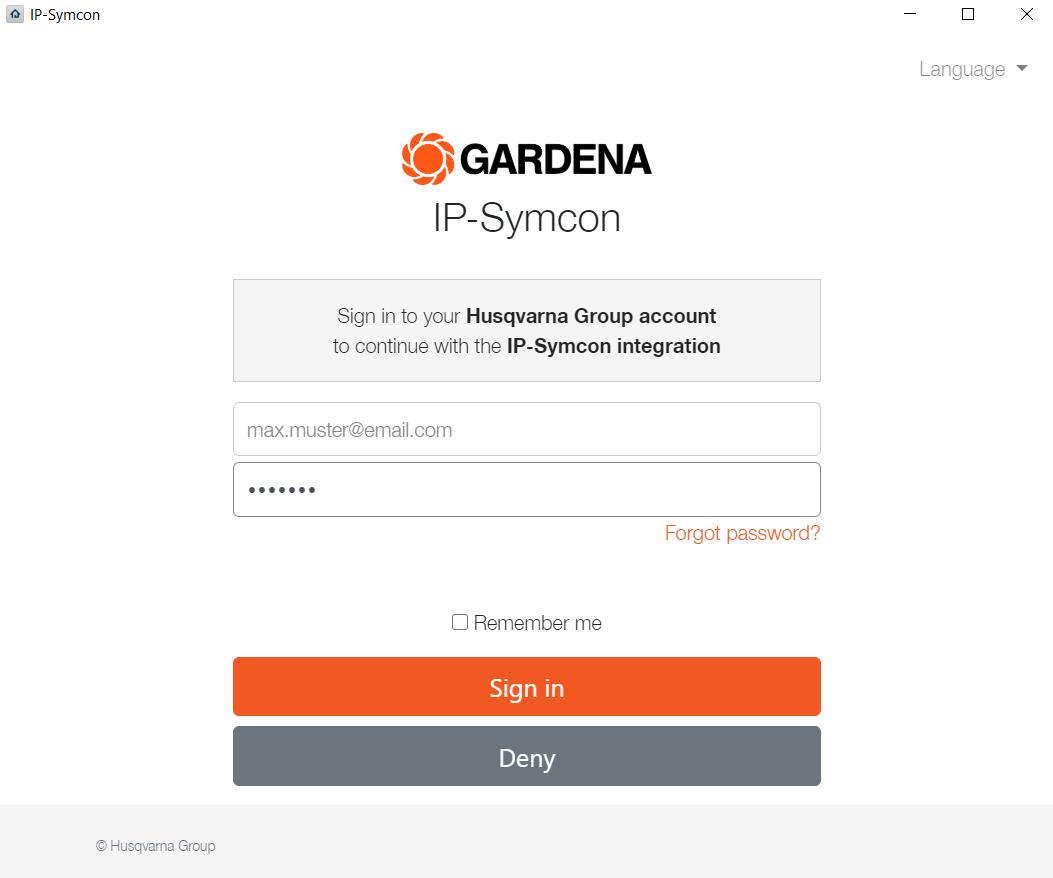 IP-Symcon
Language
GARDENA
IP-Symcon
Sign in to your Husqvarna Group account
to continue with the IP-Symcon integration
max.muster@email.com
•••••••
Forgot password?
Remember me
Sign in
Deny
© Husqvarna Group